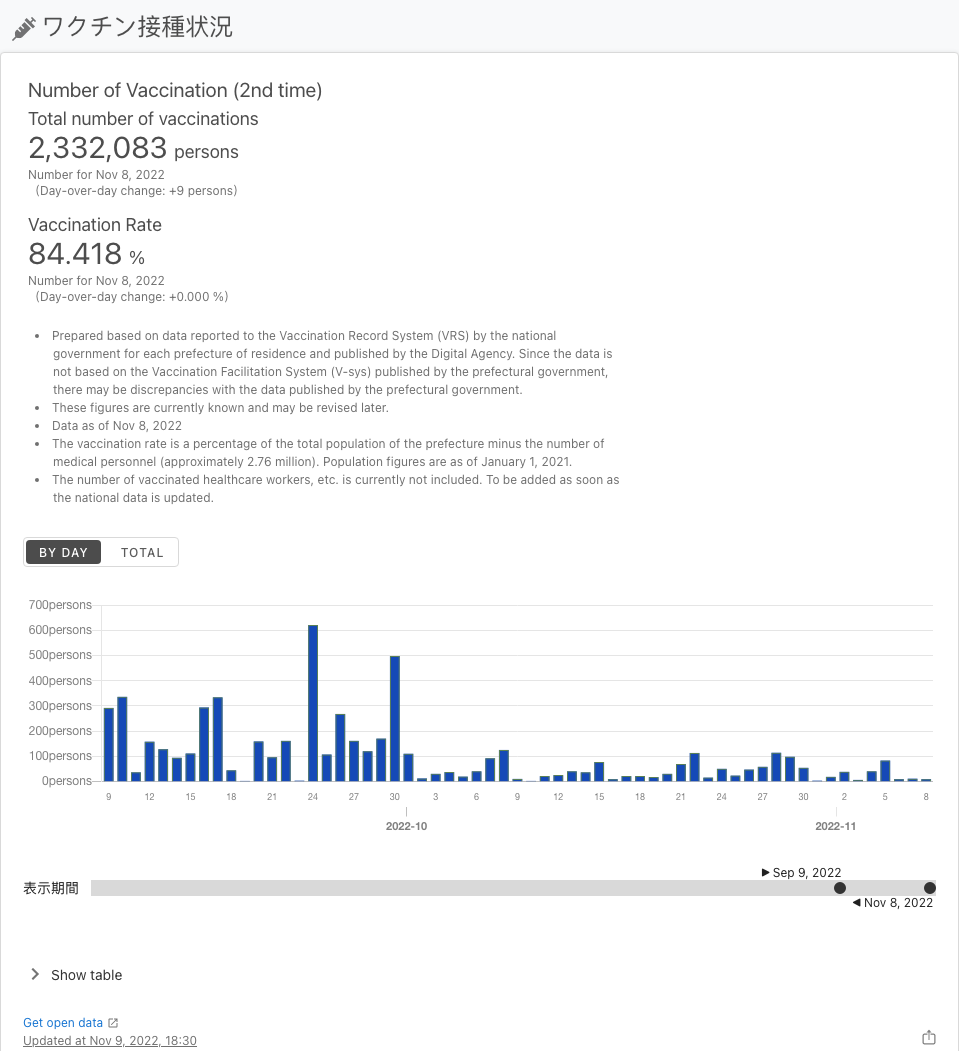 ワクチン接種状況
Number of Vaccination (2nd time)
Total number of vaccinations
2,332,083 persons
Number for Nov 8, 2022
(Day-over-day change: +9 persons)
Vaccination Rate
84.418 %
Number for Nov 8, 2022
(Day-over-day change: +0.000 %)
• Prepared based on data reported to the Vaccination Record System (VRS) by the national
government for each prefecture of residence and published by the Digital Agency. Since the data is
not based on the Vaccination Facilitation System (V-sys) published by the prefectural government,
there may be discrepancies with the data published by the prefectural government.
• These figures are currently known and may be revised later.
• Data as of Nov 8, 2022
• The vaccination rate is a percentage of the total population of the prefecture minus the number of
medical personnel (approximately 2.76 million). Population figures are as of January 1, 2021.
• The number of vaccinated healthcare workers, etc. is currently not included. To be added as soon as
the national data is updated.
BY DAY TOTAL
700persons
600persons
500persons
400persons
300persons
200persons
100persons
0persons
9 12 15 18 21 24 27 30 3 6 9 12 15 18 21 24 27 30 2 5 8
2022-10 2022-11
Sep 9, 2022
表示期間
Nov 8, 2022
Show table
Get open data
Updated at Nov 9, 2022, 18:30